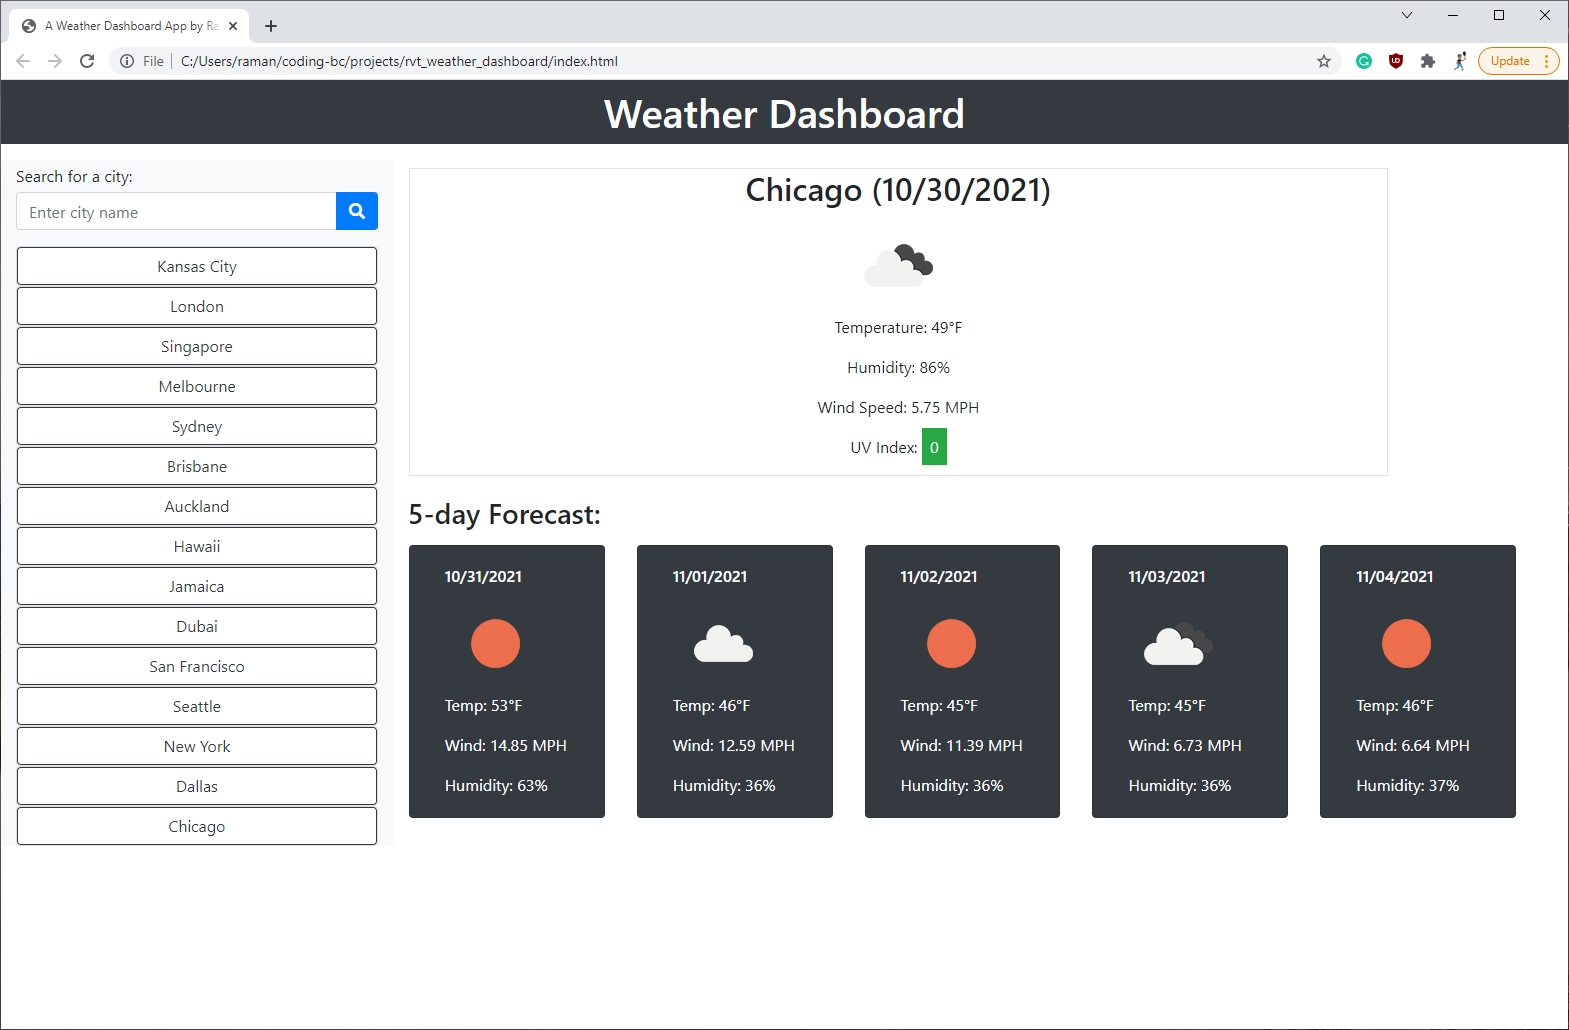 A Weather Dashboard App by Ra
File
C:/Users/raman/coding-bc/projects/rvt_weather_dashboard/index.html
Update
Weather Dashboard
Search for a city:
Enter city name
Kansas City
London
Singapore
Melbourne
Sydney
Brisbane
Auckland
Hawaii
Jamaica
Dubai
San Francisco
Seattle
New York
Dallas
Chicago
Chicago (10/30/2021)
Temperature: 49°F
Humidity: 86%
Wind Speed: 5.75 MPH
UV Index: 0
5-day Forecast:
10/31/2021
Temp: 53°F
Wind: 14.85 MPH
Humidity: 63%
11/01/2021
Temp: 46°F
Wind: 12.59 MPH
Humidity: 36%
11/02/2021
Temp: 45°F
Wind: 11.39 MPH
Humidity: 36%
11/03/2021
Temp: 45°F
Wind: 6.73 MPH
Humidity: 36%
11/04/2021
Temp: 46°F
Wind: 6.64 MPH
Humidity: 37%